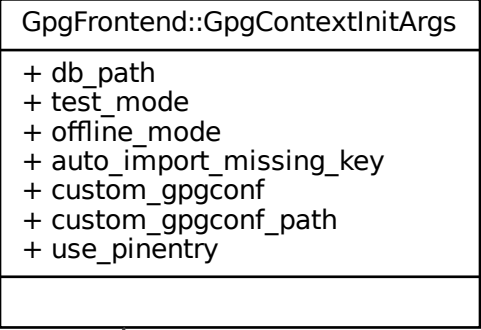 GpgFrontend::GpgContextInitArgs
+ db_path
+ test_mode
+ offline_mode
+ auto_import_missing_key
+ custom_gpgconf
+ custom_gpgconf_path
+ use_pinentry